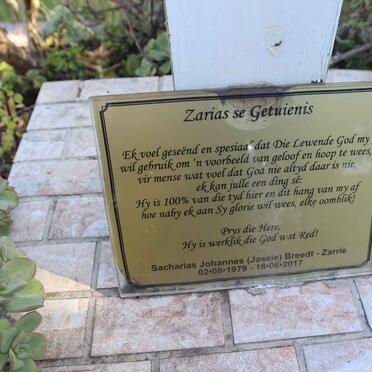 Zarias se Getuienis
Ek voel geseënd en spesiaal dat Die Lewende God my
wil gebruik om 'n voorbeeld van geloof en hoop te wees,
vir mense wat voel dat God nie altyd daar is nie,
ek kan julle een ding sê:
Hy is 100% van die tyd hier en dit hang van my af
hoe naby ek aan Sy glorie wil wees, elke oomblik!
Prys die Here,
Hy is werklik die God wat Red!
Sacharias Johannes (Jassie) Breedt - Zarrie
02•08•1979 - 18•06•2017